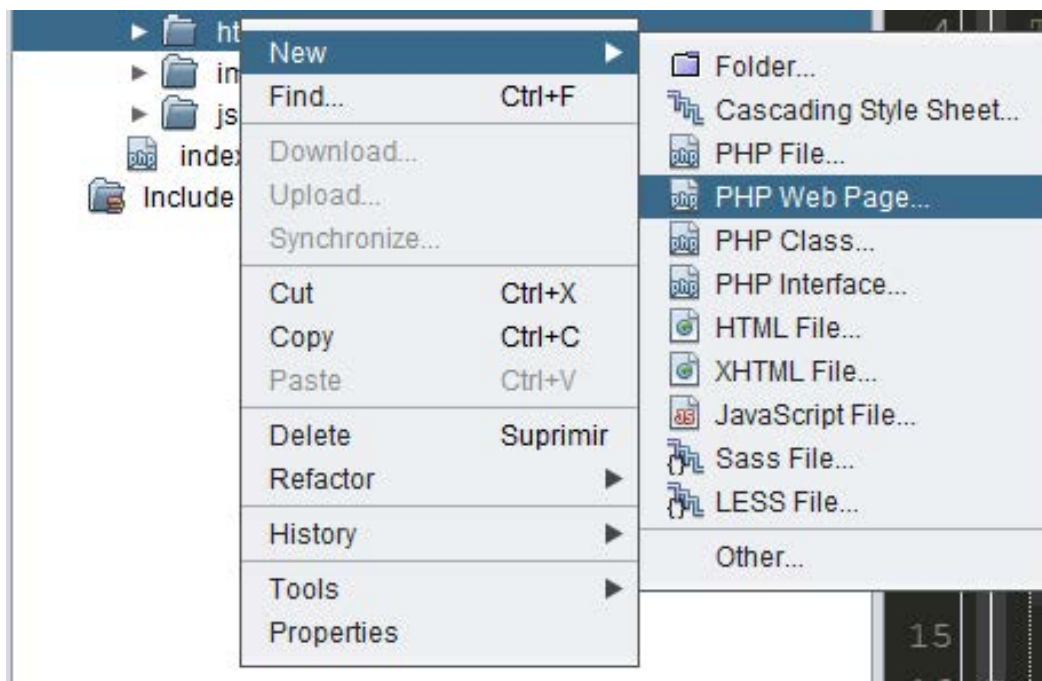 ht
im
js
index
Include
New
Find... Ctrl+F
Download...
Upload...
Synchronize...
Cut Ctrl+X
Copy Ctrl+C
Paste Ctrl+V
Delete Suprimir
Refactor
History
Tools
Properties
Folder...
Cascading Style Sheet...
PHP File...
PHP Web Page...
PHP Class...
PHP Interface...
HTML File...
XHTML File...
JavaScript File...
Sass File...
LESS File...
Other...
4
15